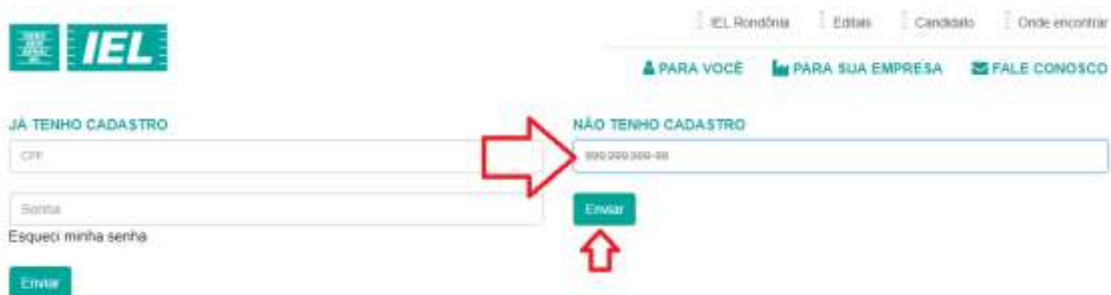 IEL
IEL Rondônia Editais Candidato Onde encontrar
PARA VOCÊ PARA SUA EMPRESA FALE CONOSCO
JÁ TENHO CADASTRO
CPF
Senha
Esqueci minha senha
Enviar
NÃO TENHO CADASTRO
999.999.999-99
Enviar